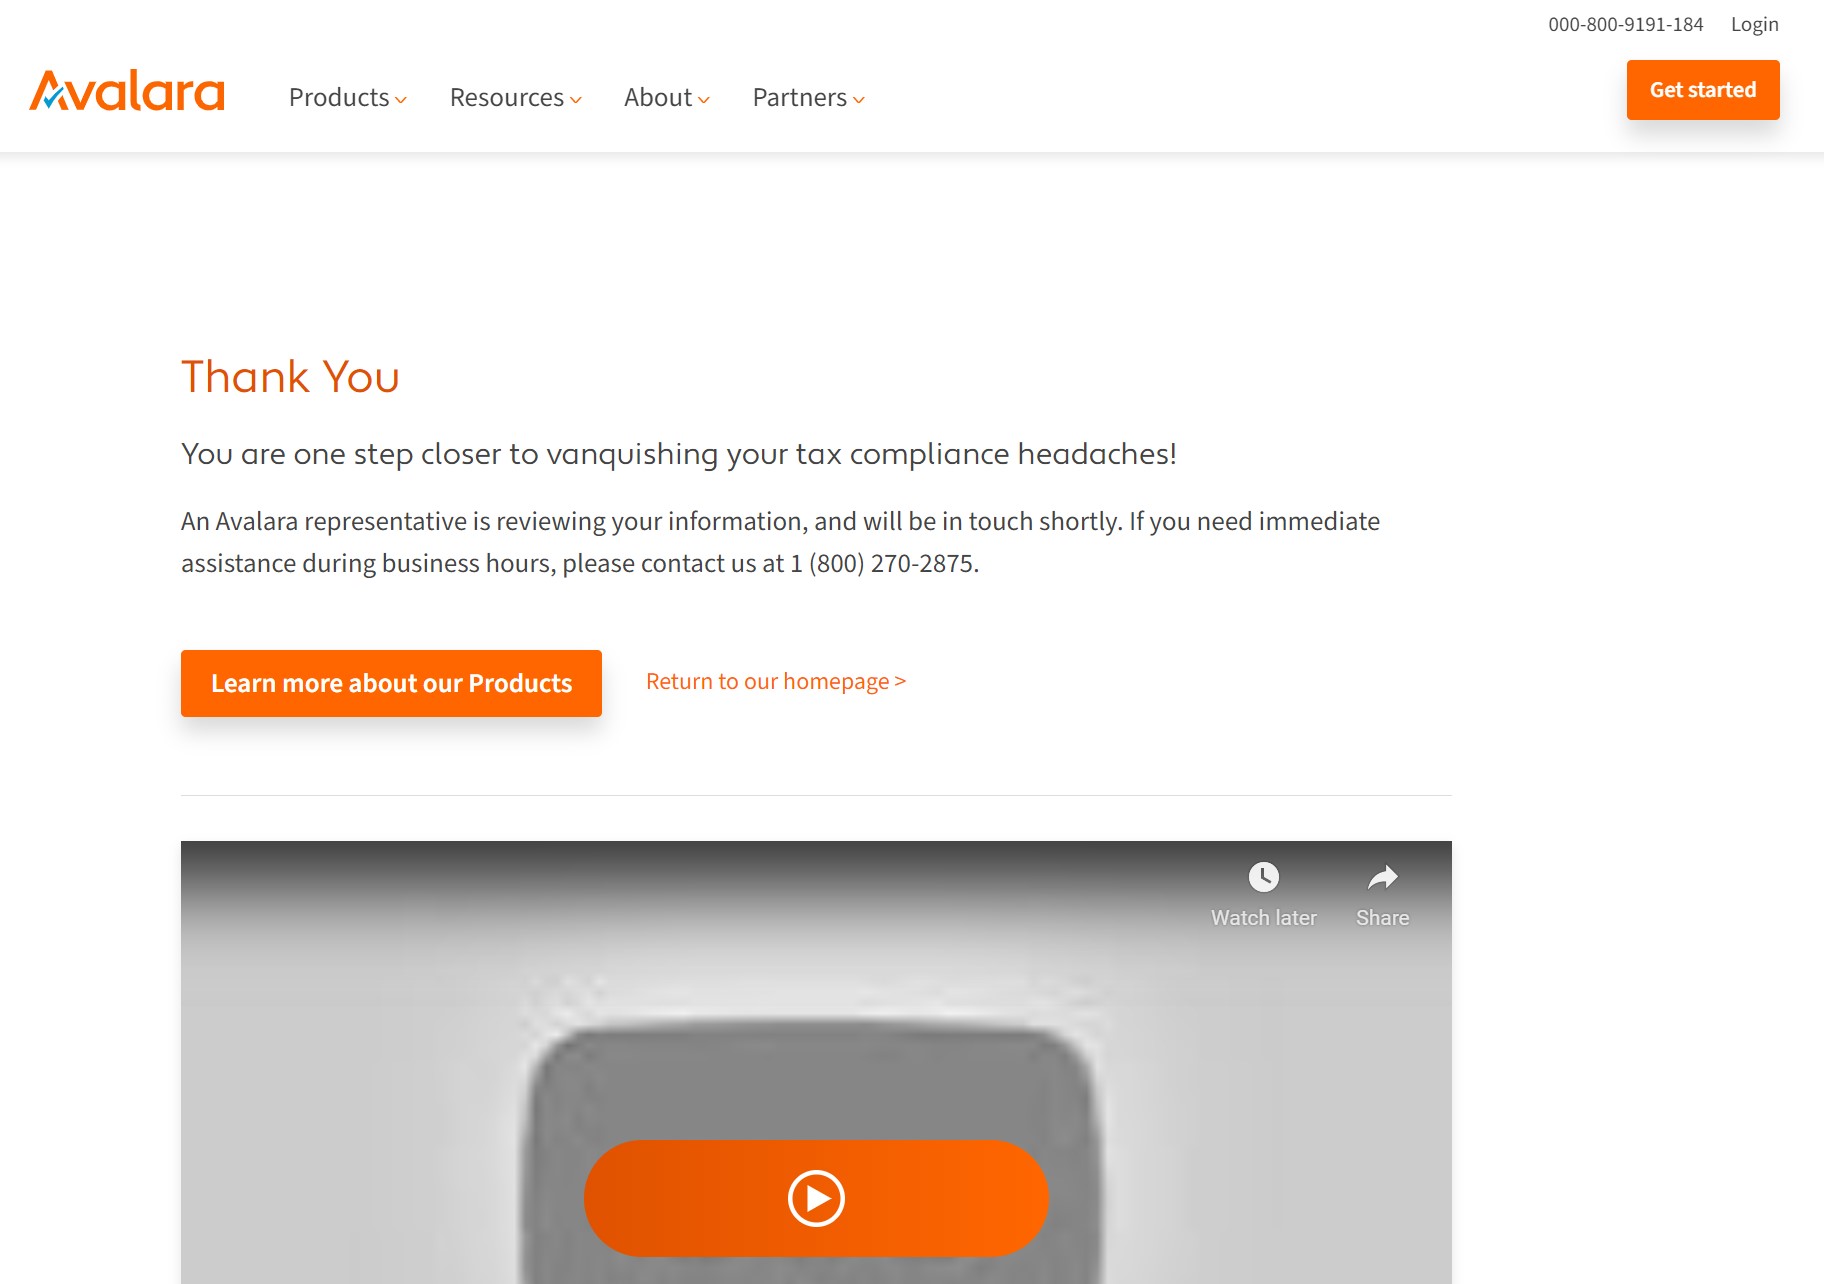 000-800-9191-184 Login
Avalara Products Resources About Partners Get started
Thank You
You are one step closer to vanquishing your tax compliance headaches!
An Avalara representative is reviewing your information, and will be in touch shortly. If you need immediate
assistance during business hours, please contact us at 1 (800) 270-2875.
Learn more about our Products Return to our homepage >
Watch later Share